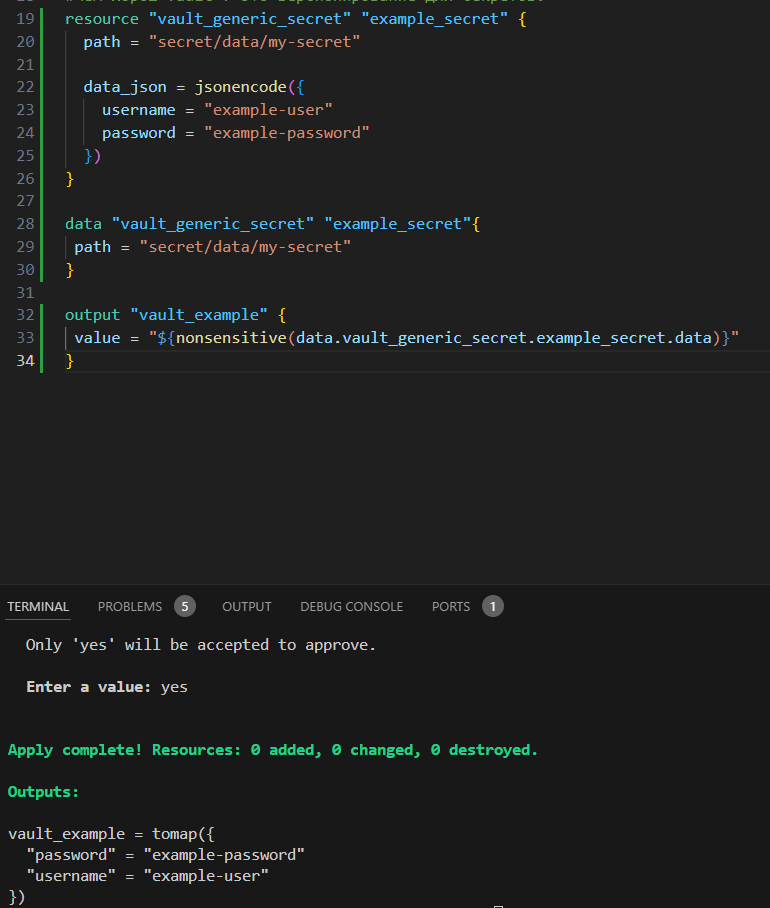 19 resource "vault_generic_secret" "example_secret" {
20 path = "secret/data/my-secret"
21
22 data_json = jsonencode({
23 username = "example-user"
24 password = "example-password"
25 })
26 }
27
28 data "vault_generic_secret" "example_secret"{
29 path = "secret/data/my-secret"
30 }
31
32 output "vault_example" {
33 value = "${nonsensitive(data.vault_generic_secret.example_secret.data)}"
34 }
TERMINAL PROBLEMS 5 OUTPUT DEBUG CONSOLE PORTS 1
Only 'yes' will be accepted to approve.
Enter a value: yes
Apply complete! Resources: 0 added, 0 changed, 0 destroyed.
Outputs:
vault_example = tomap({
"password" = "example-password"
"username" = "example-user"
})